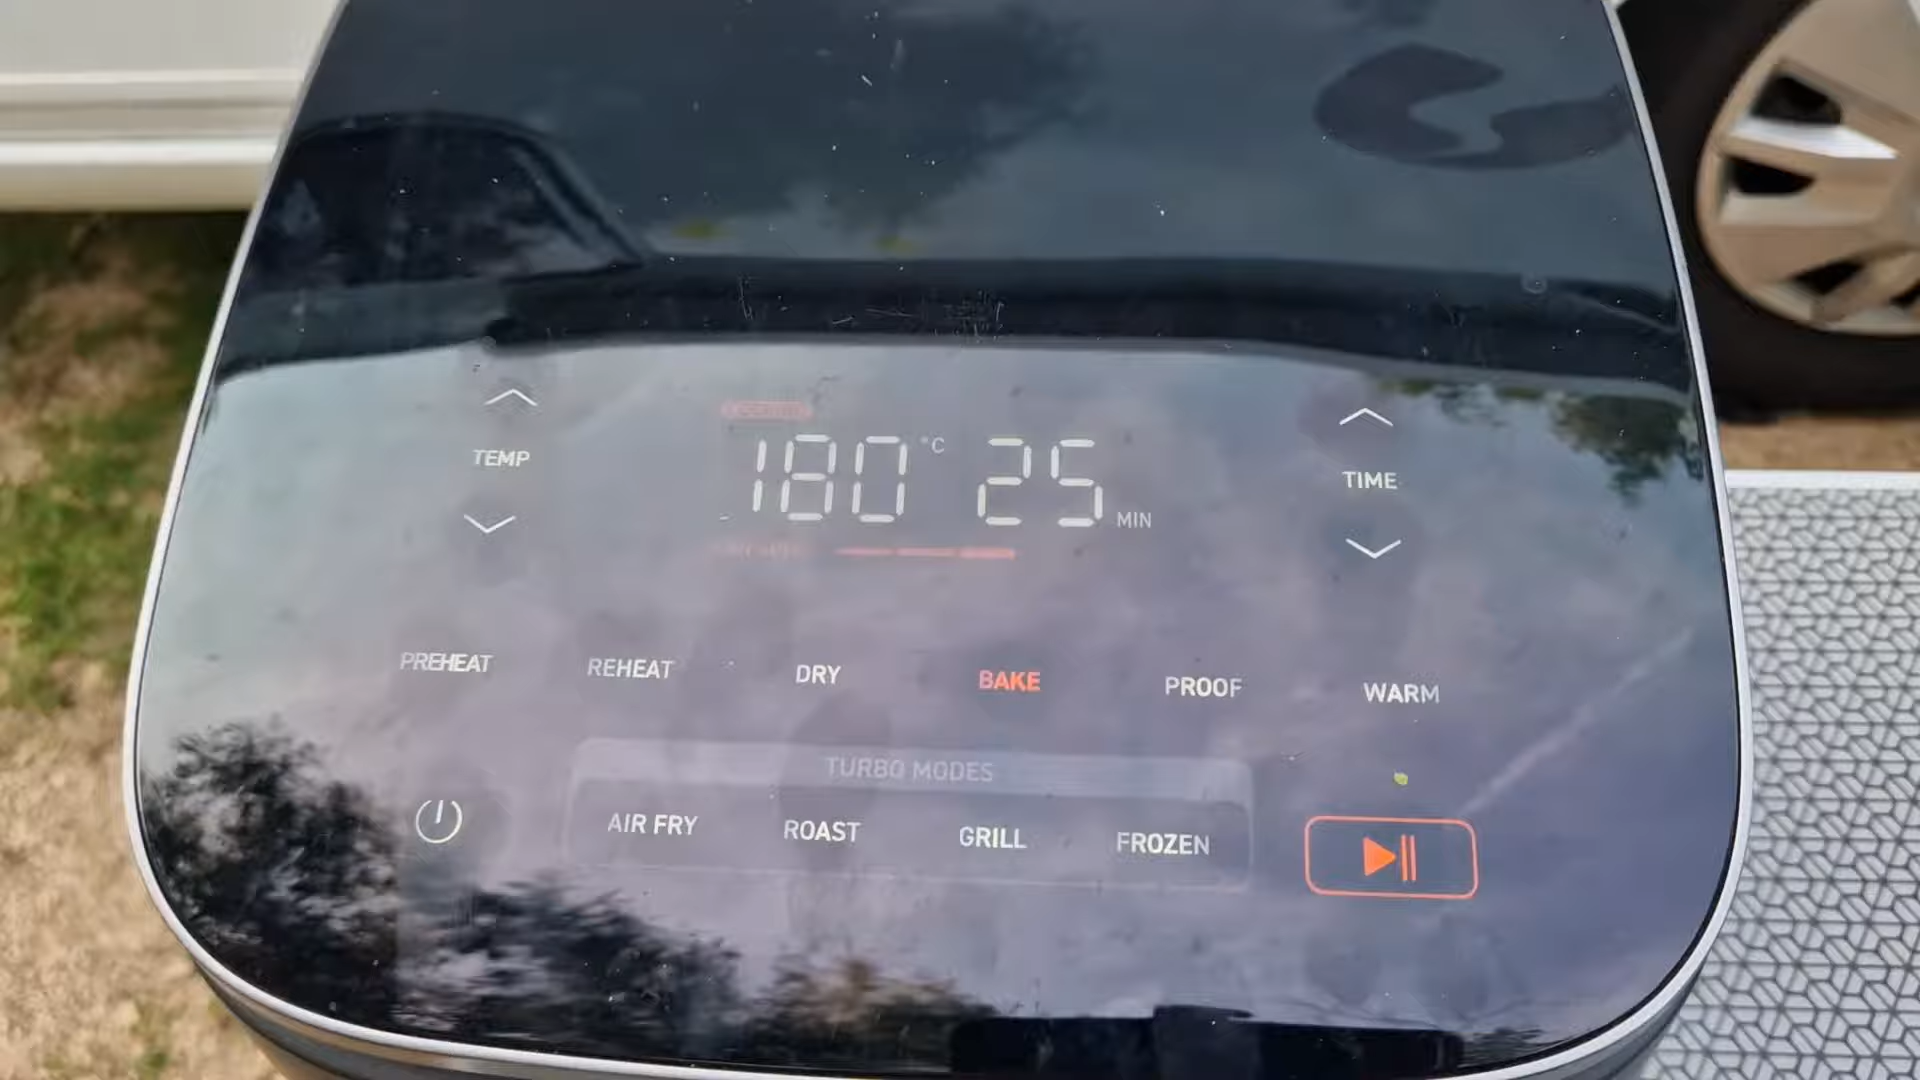 TEMP
180 °C 25 MIN
TIME
PREHEAT REHEAT DRY BAKE PROOF WARM
TURBO MODES
AIR FRY ROAST GRILL FROZEN